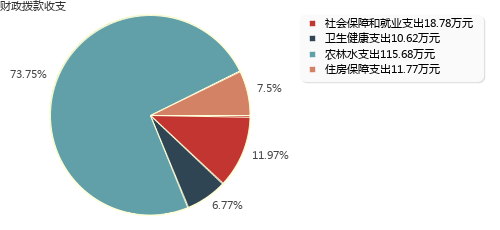 财政拨款收支
社会保障和就业支出18.78万元
卫生健康支出10.62万元
农林水支出115.68万元
住房保障支出11.77万元
73.75%
7.5%
11.97%
6.77%